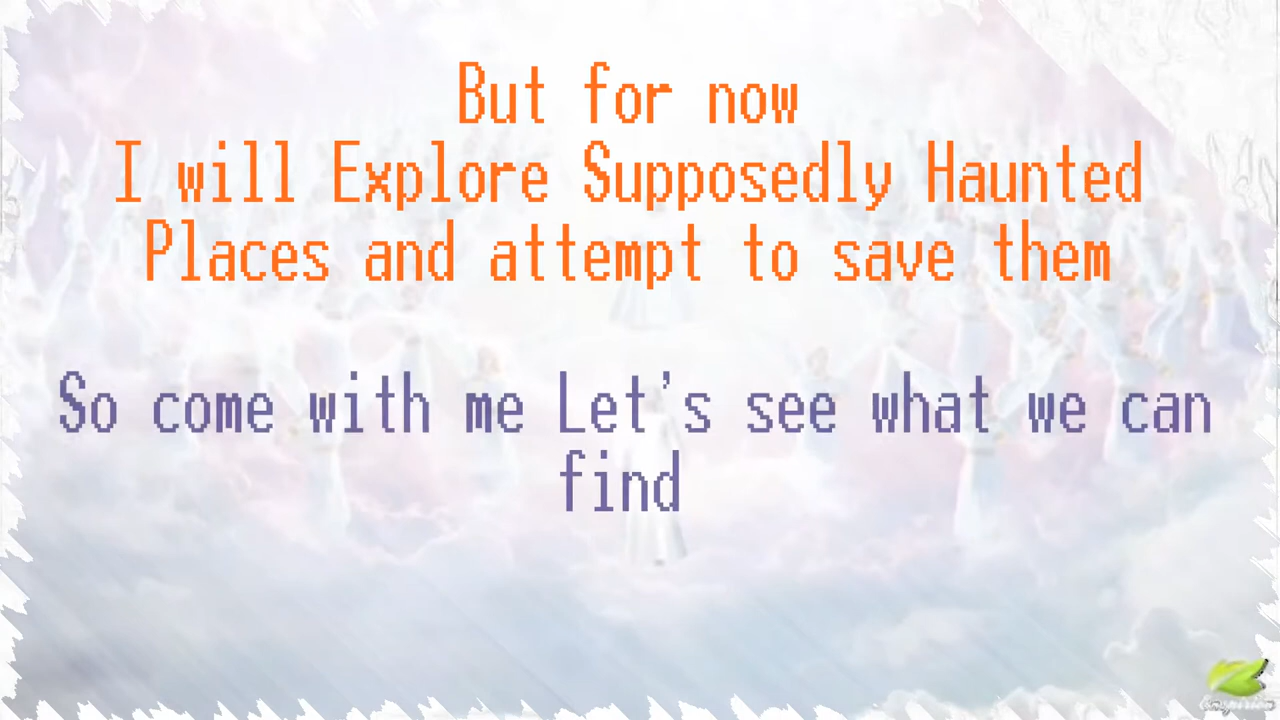 But for now
I will Explore Supposedly Haunted
Places and attempt to save them
So come with me Let's see what we can
find